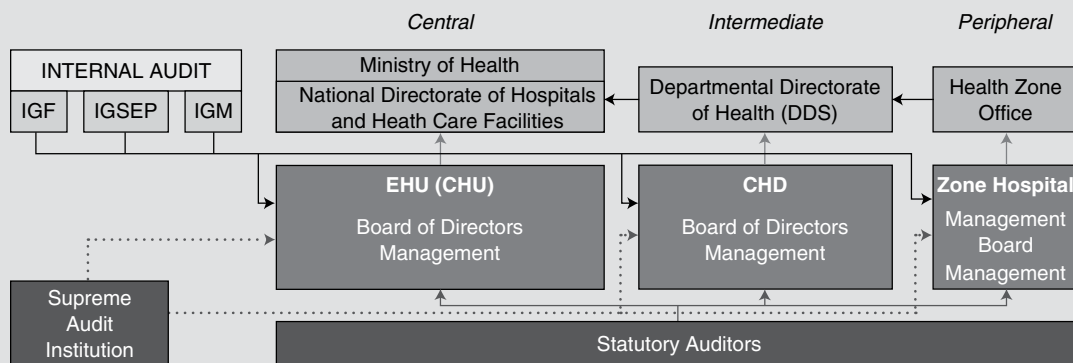 Central
Intermediate
Peripheral
INTERNAL AUDIT
IGF
IGSEP
IGM
Ministry of Health
National Directorate of Hospitals
and Heath Care Facilities
Departmental Directorate
of Health (DDS)
Health Zone
Office
EHU (CHU)
Board of Directors
Management
CHD
Board of Directors
Management
Zone Hospital
Management
Board
Management
Supreme
Audit
Institution
Statutory Auditors